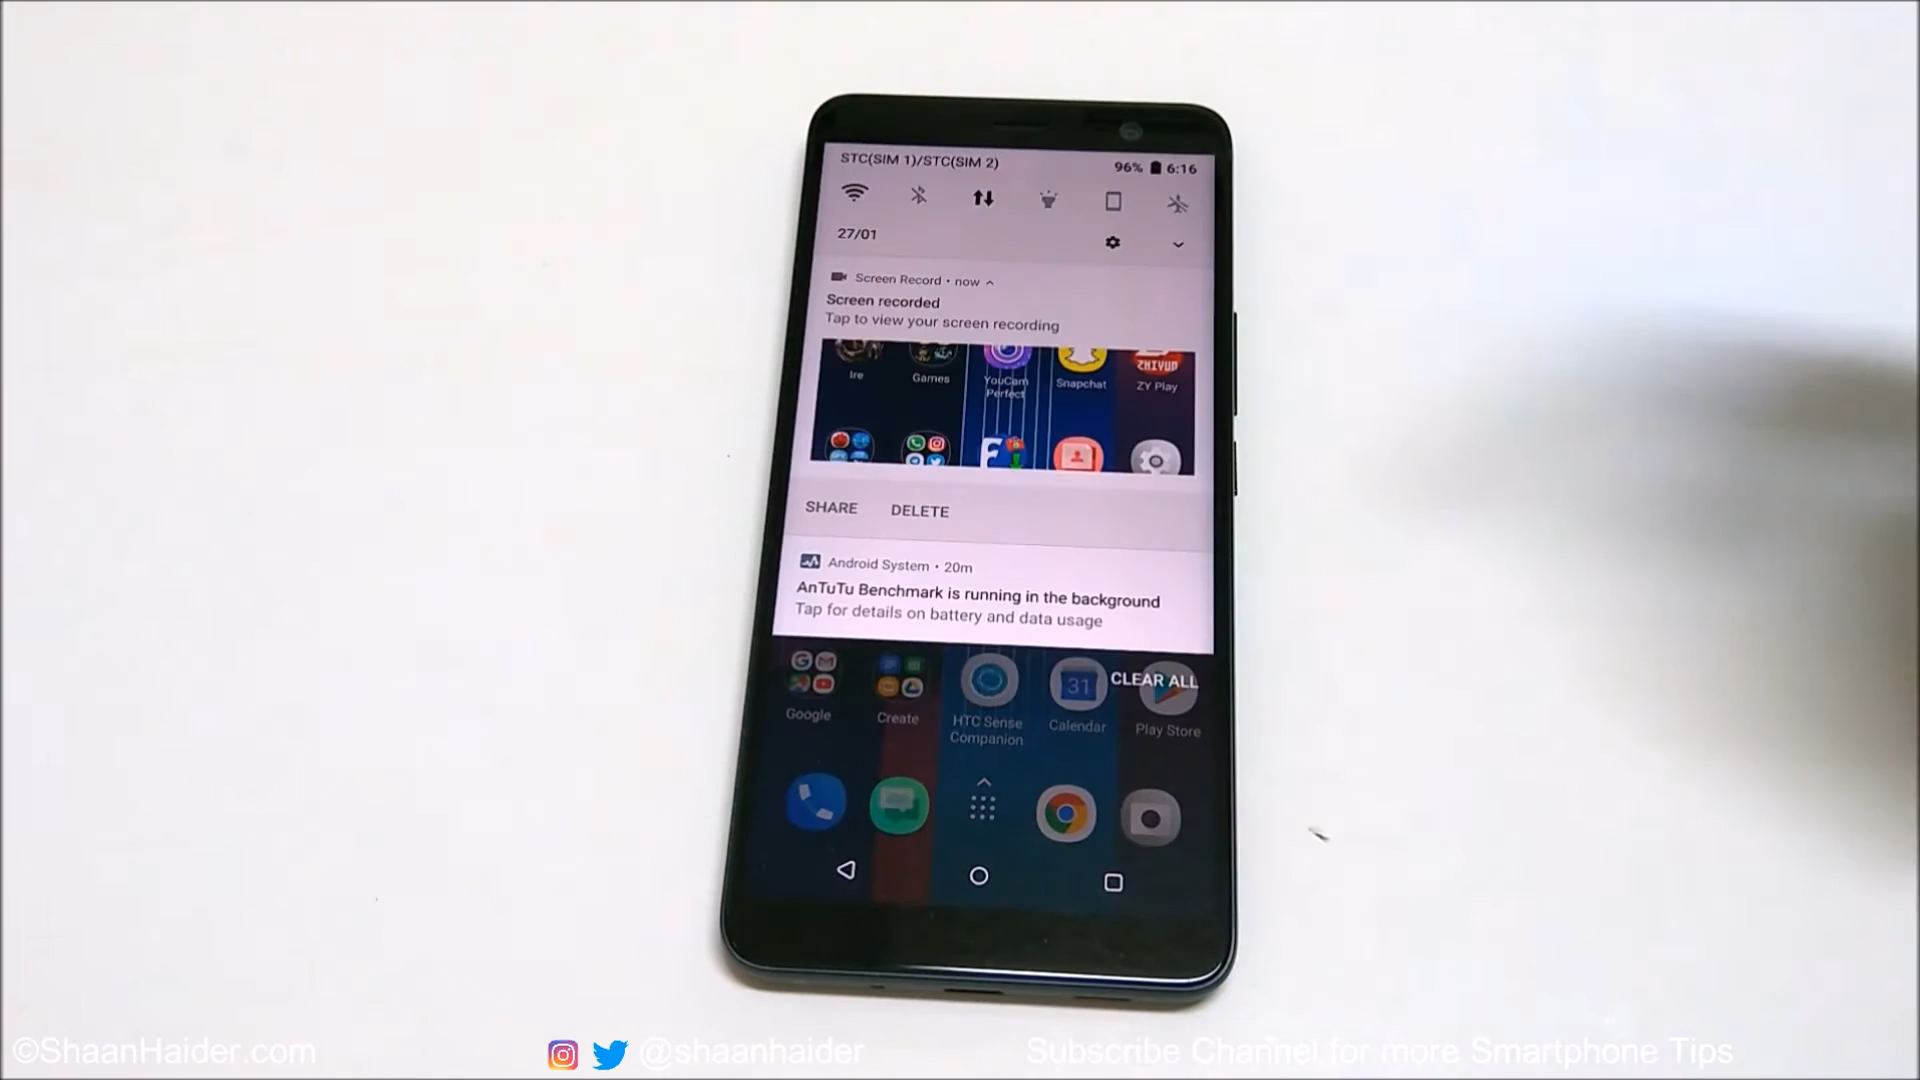 STC(SIM 1)/STC(SIM 2)
96% 6:16
27/01
Screen Record • now
Screen recorded
Tap to view your screen recording
Ire Games YouCam Perfect Snapchat ZHIYUN ZY Play
SHARE DELETE
Android System • 20m
AnTuTu Benchmark is running in the background
Tap for details on battery and data usage
CLEAR ALL
31
Google Create HTC Sense Companion Calendar Play Store
©ShaanHaider.com @shaanhaider Subscribe Channel for more Smartphone Tips